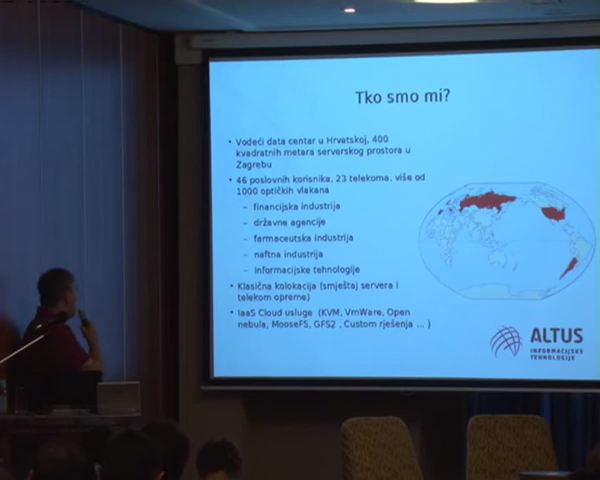 Tko smo mi?
• Vodeći data centar u Hrvatskoj, 400
kvadratnih metara serverskog prostora u
Zagrebu
• 46 poslovnih korisnika, 23 telekoma, više od
1000 optičkih vlakana
– financijska industrija
– državne agencije
– farmaceutska industrija
– naftna industrija
– informacijske tehnologije
• Klasična kolokacija (smještaj servera i
telekom opreme)
• IaaS Cloud usluge (KVM, VmWare, Open
nebula, MooseFS, GFS2 , Custom rješenja ... )
ALTUS
INFORMACIJSKE
TEHNOLOGIJE